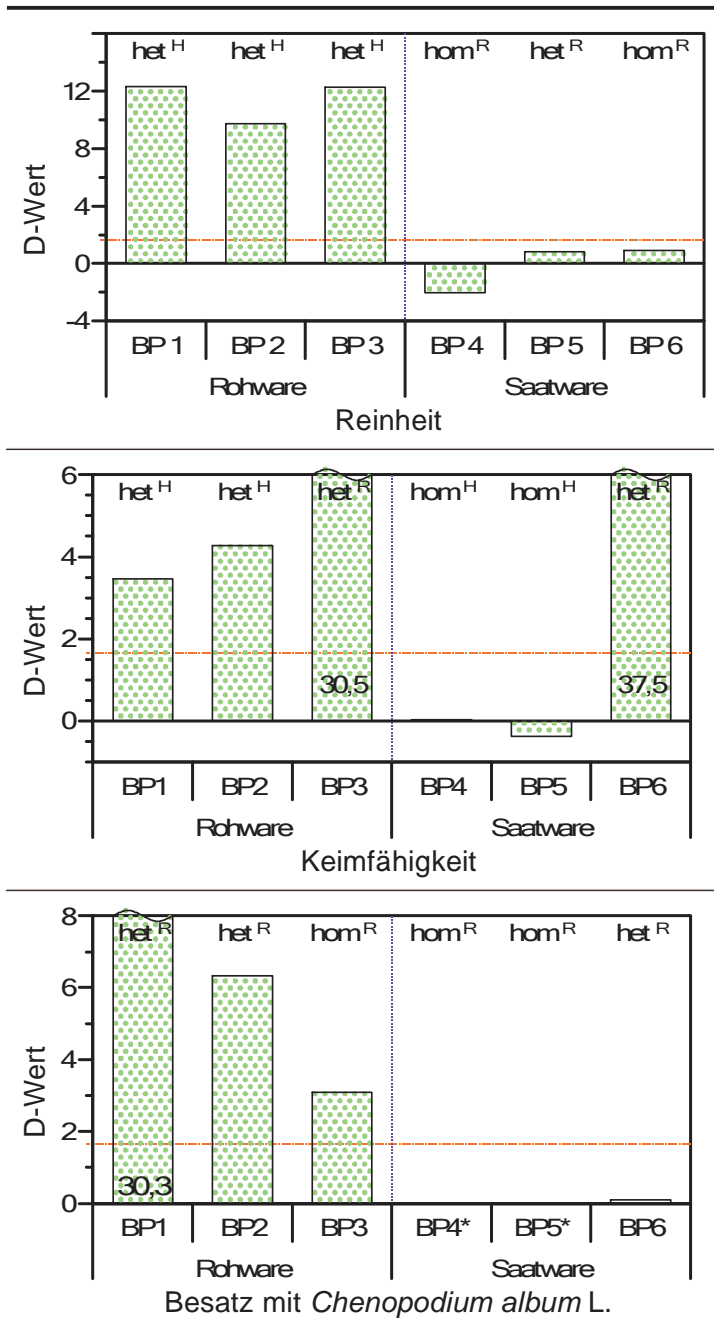 het H het H het H hom R het R hom R
12
8
4
0
-4
D-Wert
BP 1 BP 2 BP 3 BP 4 BP 5 BP 6
Rohware Saatware
Reinheit
6
het H het H het R hom H hom H het R
4
2
0
D-Wert
30,5 37,5
BP1 BP2 BP3 BP4 BP5 BP6
Rohware Saatware
Keimfähigkeit
8
het R het R hom R hom R hom R het R
6
4
2
0
D-Wert
30,3
BP1 BP2 BP3 BP4* BP5* BP6
Rohware Saatware
Besatz mit Chenopodium album L.